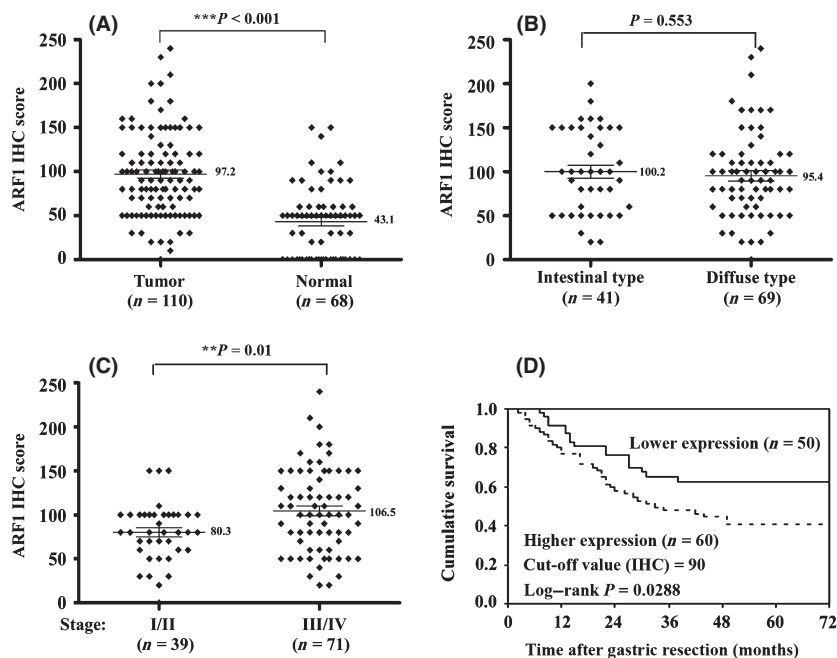 (A)
***P < 0.001
ARF1 IHC score
250
200
150
100
50
0
97.2
43.1
Tumor
(n = 110)
Normal
(n = 68)
(B)
P = 0.553
ARF1 IHC score
250
200
150
100
50
0
100.2
95.4
Intestinal type
(n = 41)
Diffuse type
(n = 69)
(C)
**P = 0.01
ARF1 IHC score
250
200
150
100
50
0
80.3
106.5
Stage:
I/II
(n = 39)
III/IV
(n = 71)
(D)
Cumulative survival
1.0
0.8
0.6
0.4
0.2
0.0
Lower expression (n = 50)
Higher expression (n = 60)
Cut-off value (IHC) = 90
Log–rank P = 0.0288
0 12 24 36 48 60 72
Time after gastric resection (months)